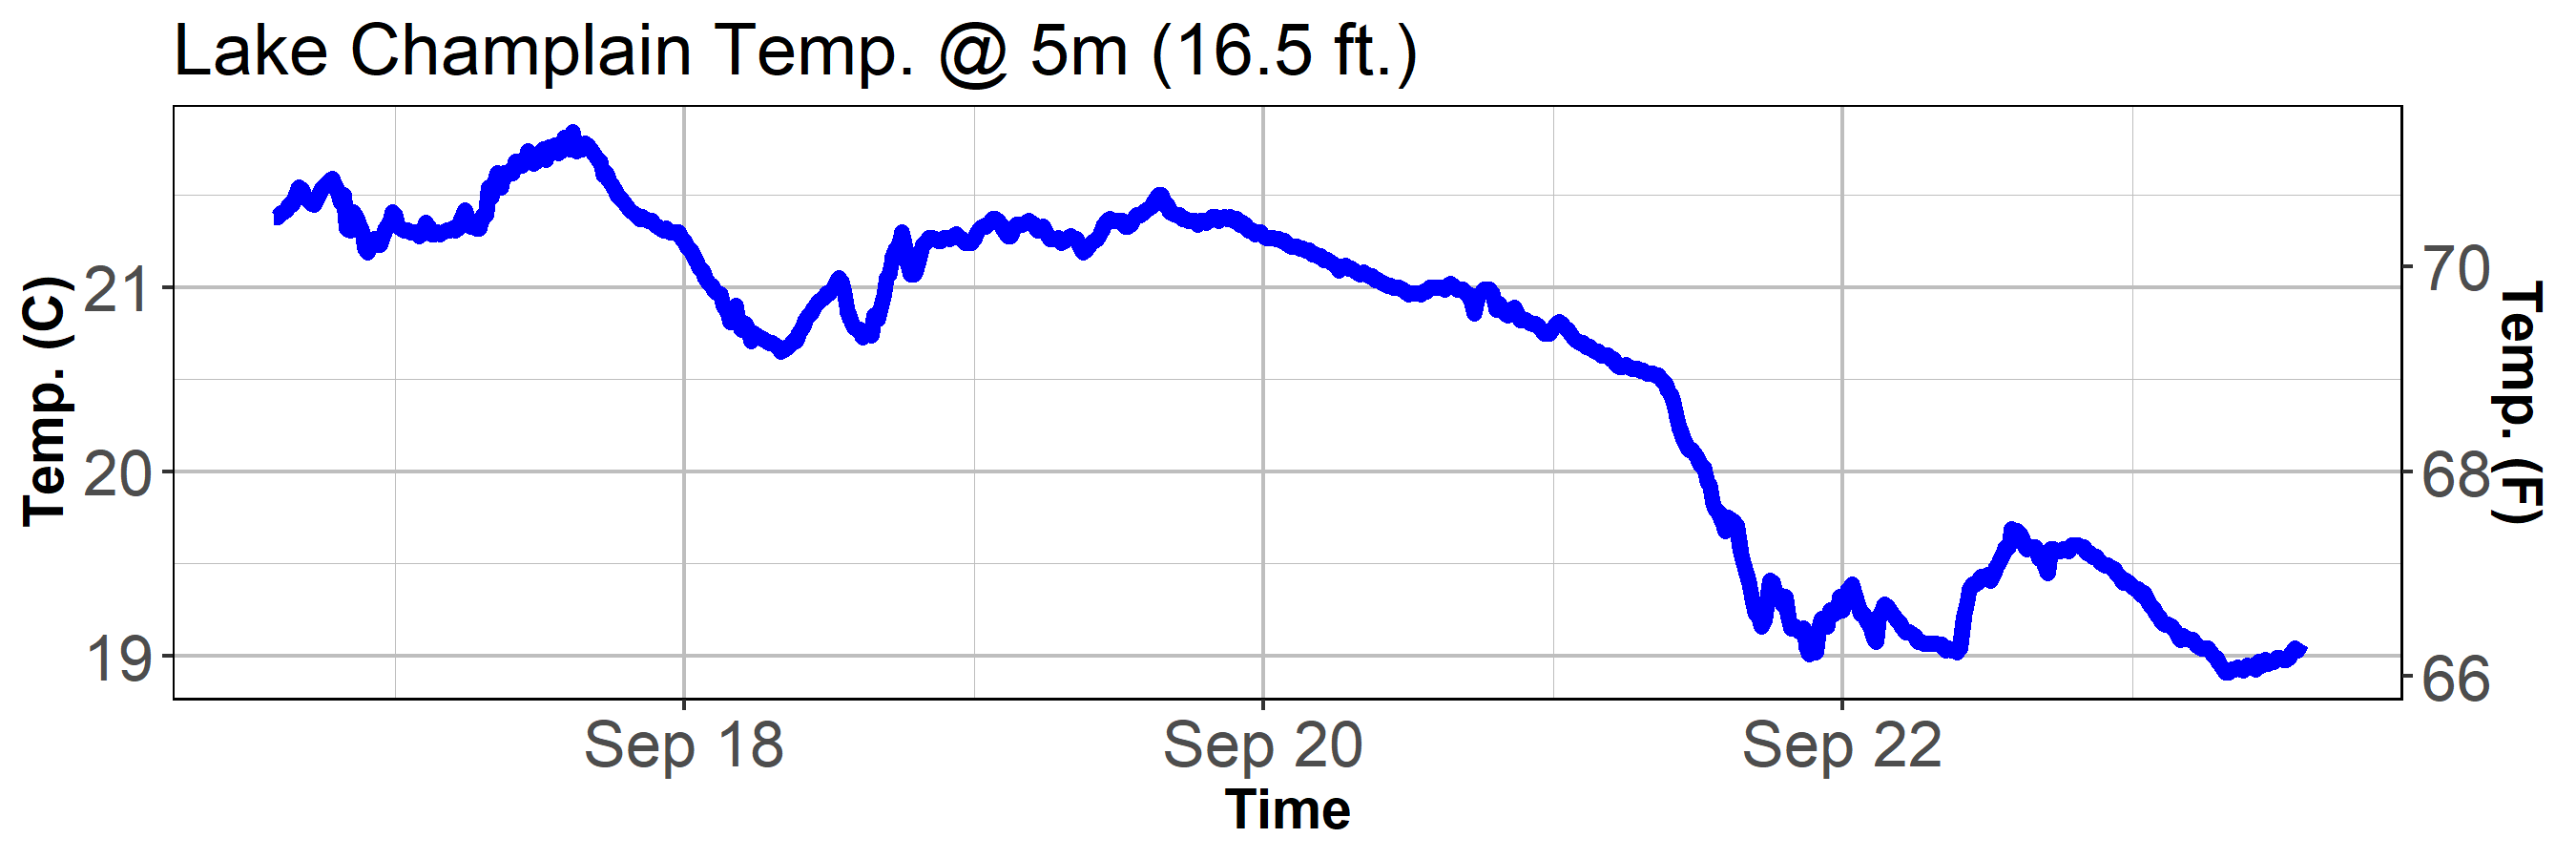 Lake Champlain Temp. @ 5m (16.5 ft.)
Temp. (C)
21
20
19
70
68
66
Temp. (F)
Sep 18 Sep 20 Sep 22
Time